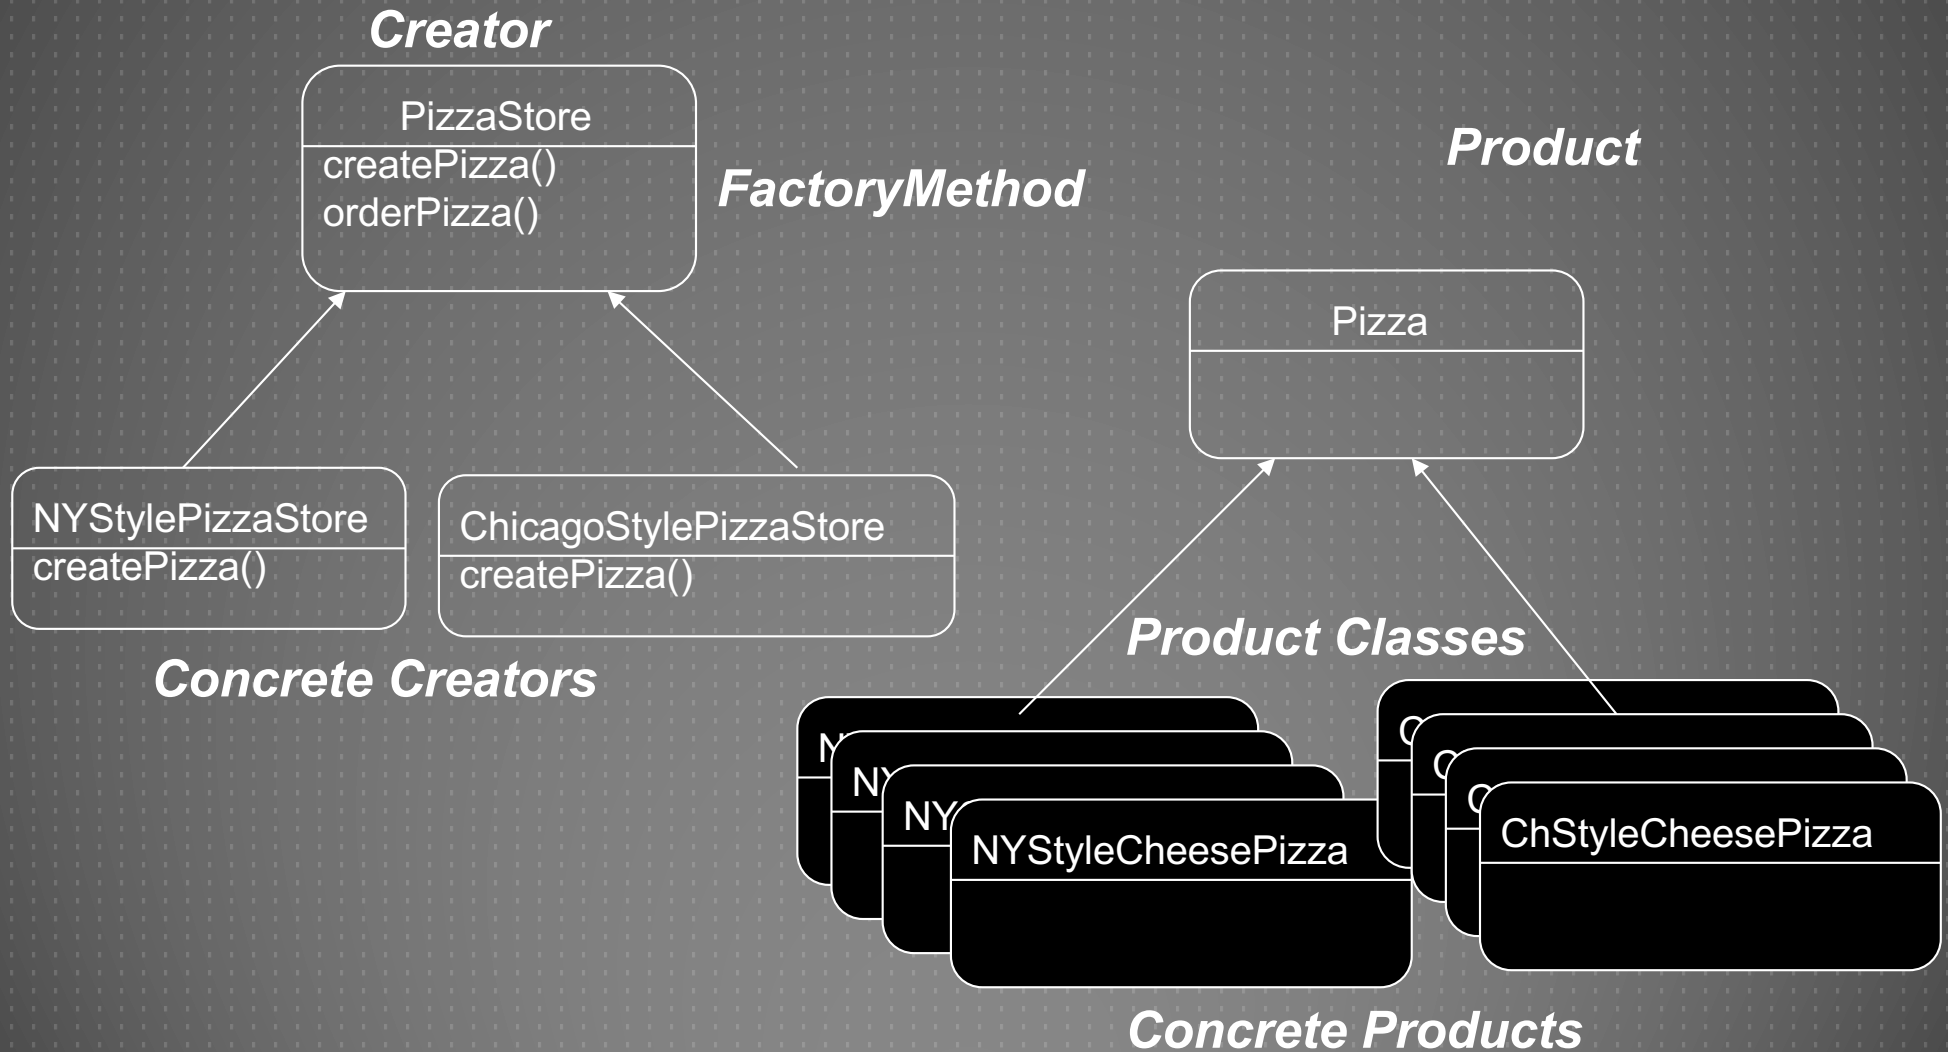 Creator
PizzaStore
createPizza()
orderPizza()
FactoryMethod
Product
Pizza
NYStylePizzaStore
createPizza()
ChicagoStylePizzaStore
createPizza()
Concrete Creators
Product Classes
NYStyleCheesePizza
ChStyleCheesePizza
Concrete Products